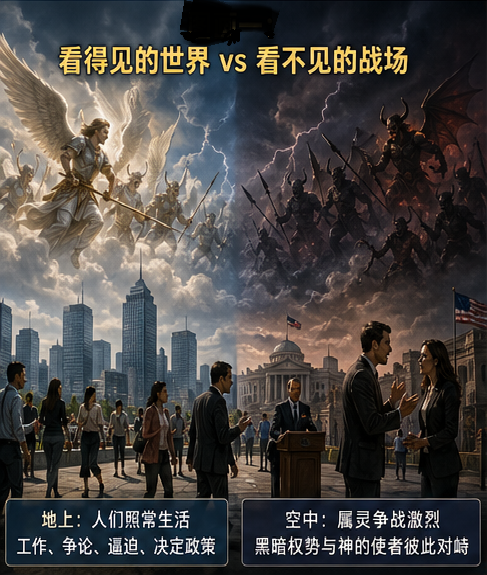 看得见的世界 vs 看不见的战场
地上：人们照常生活
工作、争论、逼迫、决定政策
空中：属灵争战激烈
黑暗权势与神的使者彼此对峙